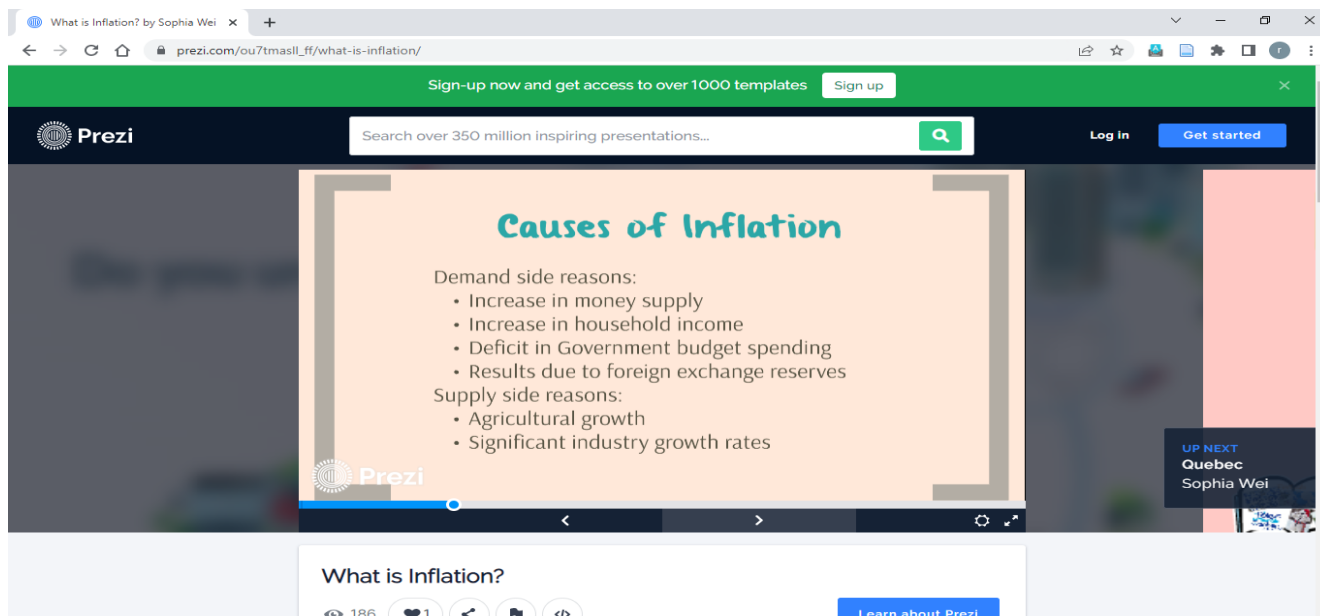 What is Inflation? by Sophia Wei
prezi.com/ou7tmasll_ff/what-is-inflation/
r
Sign-up now and get access to over 1000 templates Sign up
Prezi
Search over 350 million inspiring presentations...
Log in
Get started
Causes of Inflation
Demand side reasons:
• Increase in money supply
• Increase in household income
• Deficit in Government budget spending
• Results due to foreign exchange reserves
Supply side reasons:
• Agricultural growth
• Significant industry growth rates
Prezi
UP NEXT
Quebec
Sophia Wei
What is Inflation?
186 1
Learn about Prezi